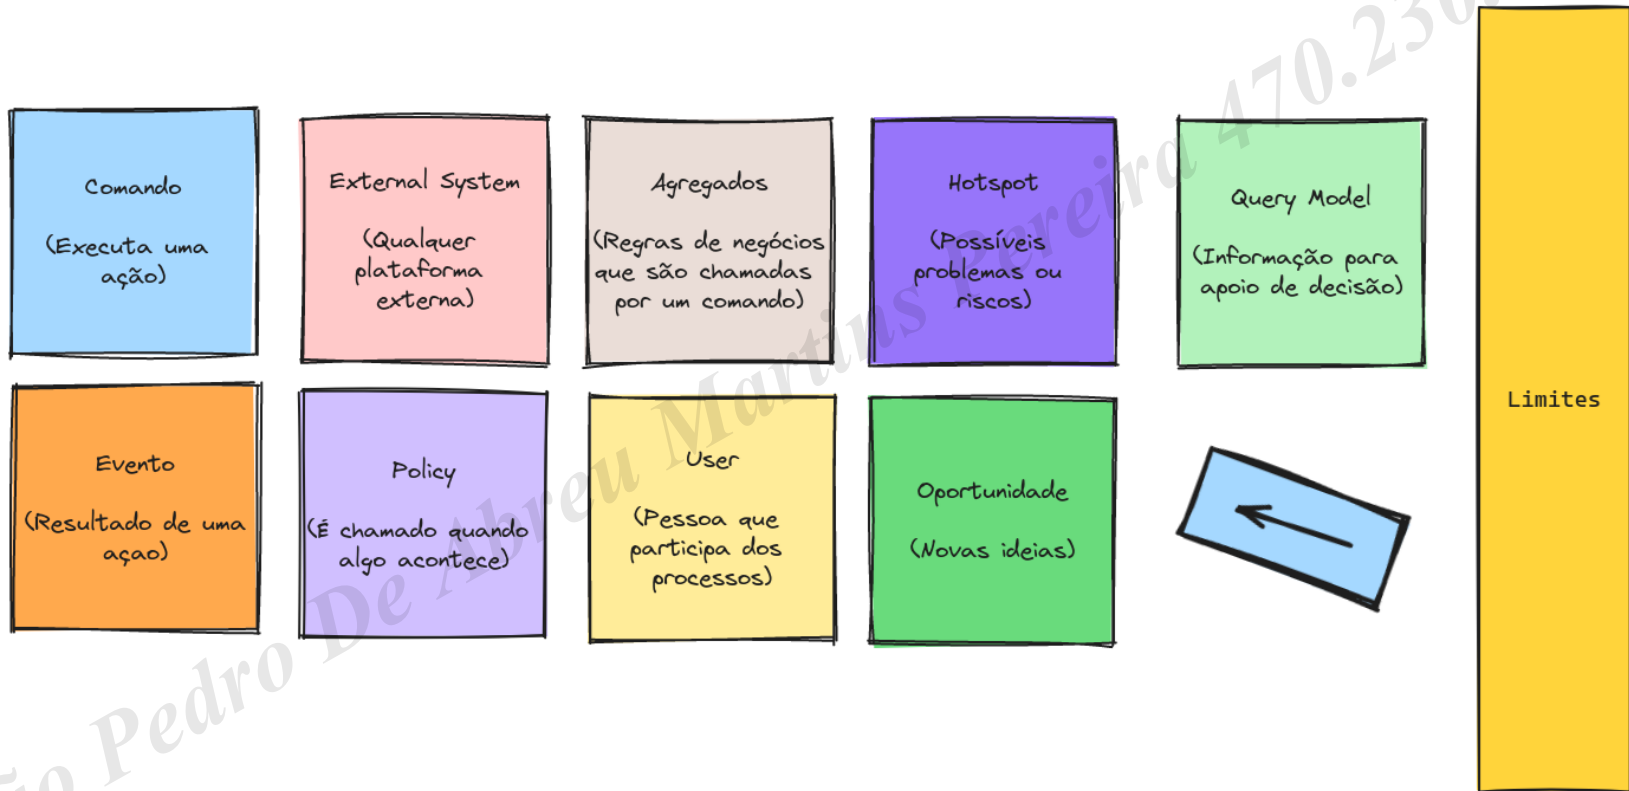 Comando
(Executa uma
ação)
External System
(Qualquer
plataforma
externa)
Agregados
(Regras de negócios
que são chamadas
por um comando)
Hotspot
(Possíveis
problemas ou
riscos)
Query Model
(Informação para
apoio de decisão)
Limites
Evento
(Resultado de uma
açao)
Policy
(É chamado quando
algo acontece)
User
(Pessoa que
participa dos
processos)
Oportunidade
(Novas ideias)
Pedro De Abreu Martins Pereira 470.230